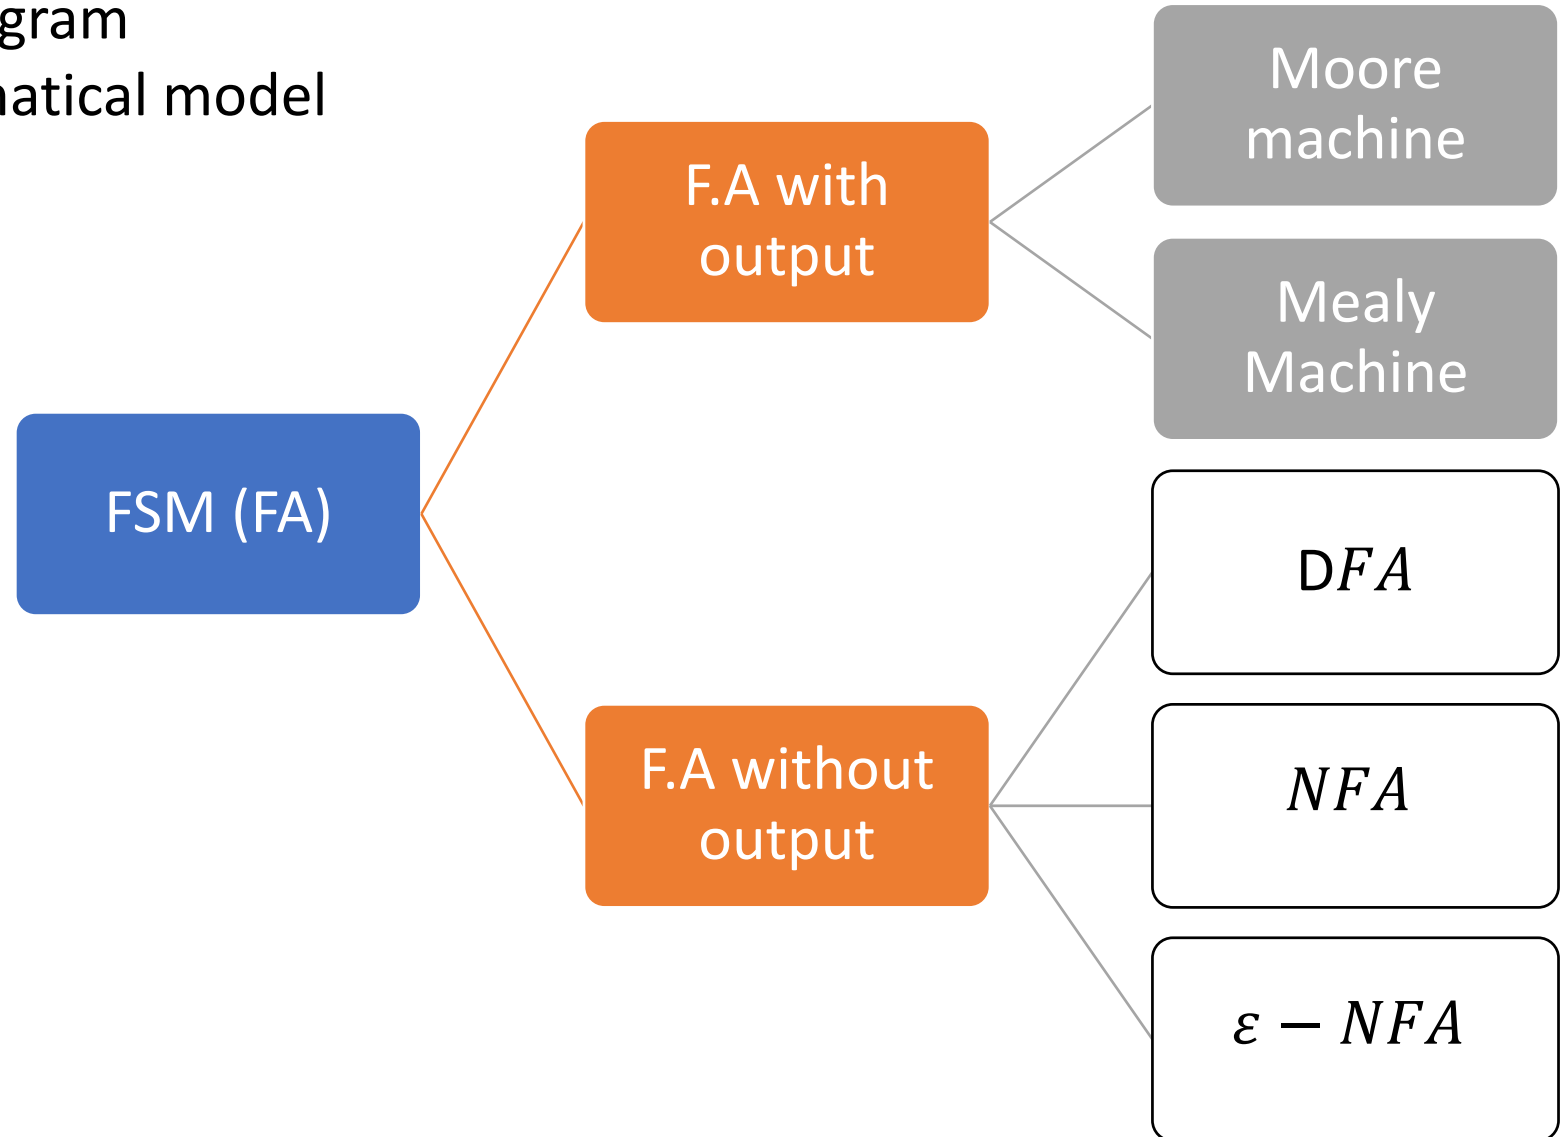 gram
atical model
Moore
machine
F.A with
output
Mealy
Machine
FSM (FA)
DFA
F.A without
output
NFA
ε − NFA